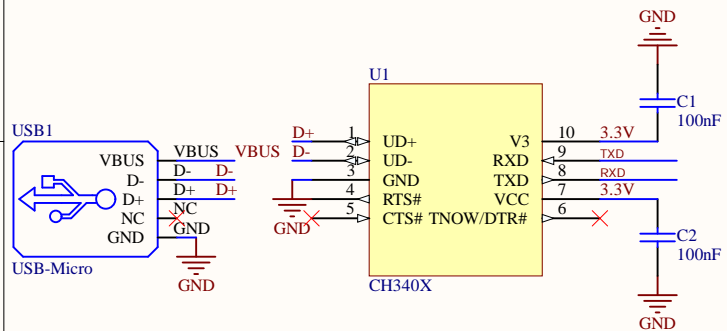 GND
U1
C1
100nF
USB1
VBUS VBUS VBUS
D- D- D-
D+ D+ D+
NC NC
GND GND
USB-Micro
GND
D+ 1 UD+ V3 10 3.3V
D- 2 UD- RXD 9 TXD
3 GND TXD 8 RXD
4 RTS# VCC 7 3.3V
GND 5 CTS# TNOW/DTR# 6
CH340X
C2
100nF
GND